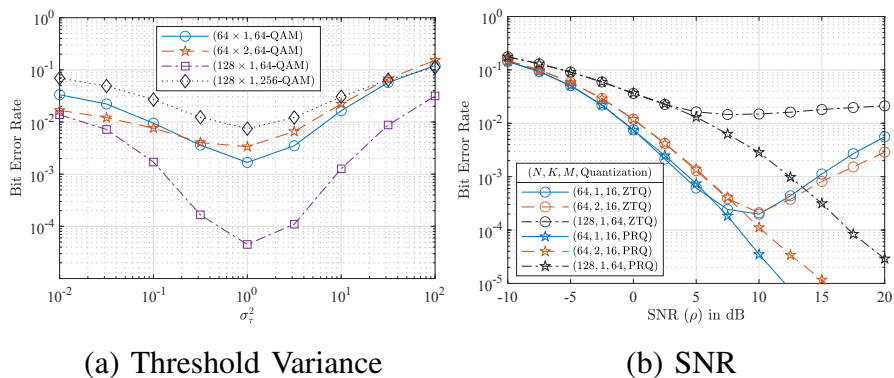 10^0
10^-1
10^-2
10^-3
10^-4
10^-5
Bit Error Rate
(64 × 1, 64-QAM)
(64 × 2, 64-QAM)
(128 × 1, 64-QAM)
(128 × 1, 256-QAM)
10^-2
10^-1
10^0
10^1
10^2
σ_τ^2
(a) Threshold Variance
10^0
10^-1
10^-2
10^-3
10^-4
10^-5
Bit Error Rate
(N, K, M, Quantization)
(64, 1, 16, ZTQ)
(64, 2, 16, ZTQ)
(128, 1, 64, ZTQ)
(64, 1, 16, PRQ)
(64, 2, 16, PRQ)
(128, 1, 64, PRQ)
-10
-5
0
5
10
15
20
SNR (ρ) in dB
(b) SNR